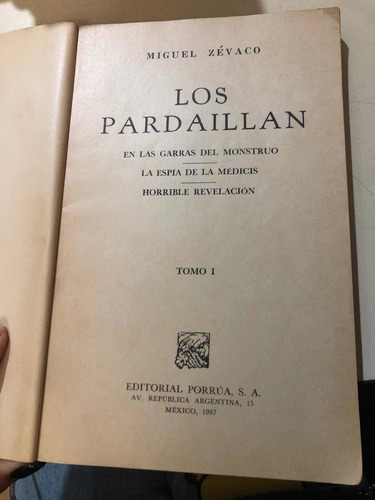 MIGUEL ZÉVACO
LOS
PARDAILLAN
EN LAS GARRAS DEL MONSTRUO
LA ESPÍA DE LA MÉDICIS
HORRIBLE REVELACIÓN
TOMO I
EDITORIAL PORRÚA, S. A.
AV. REPÚBLICA ARGENTINA, 15
MÉXICO, 1987